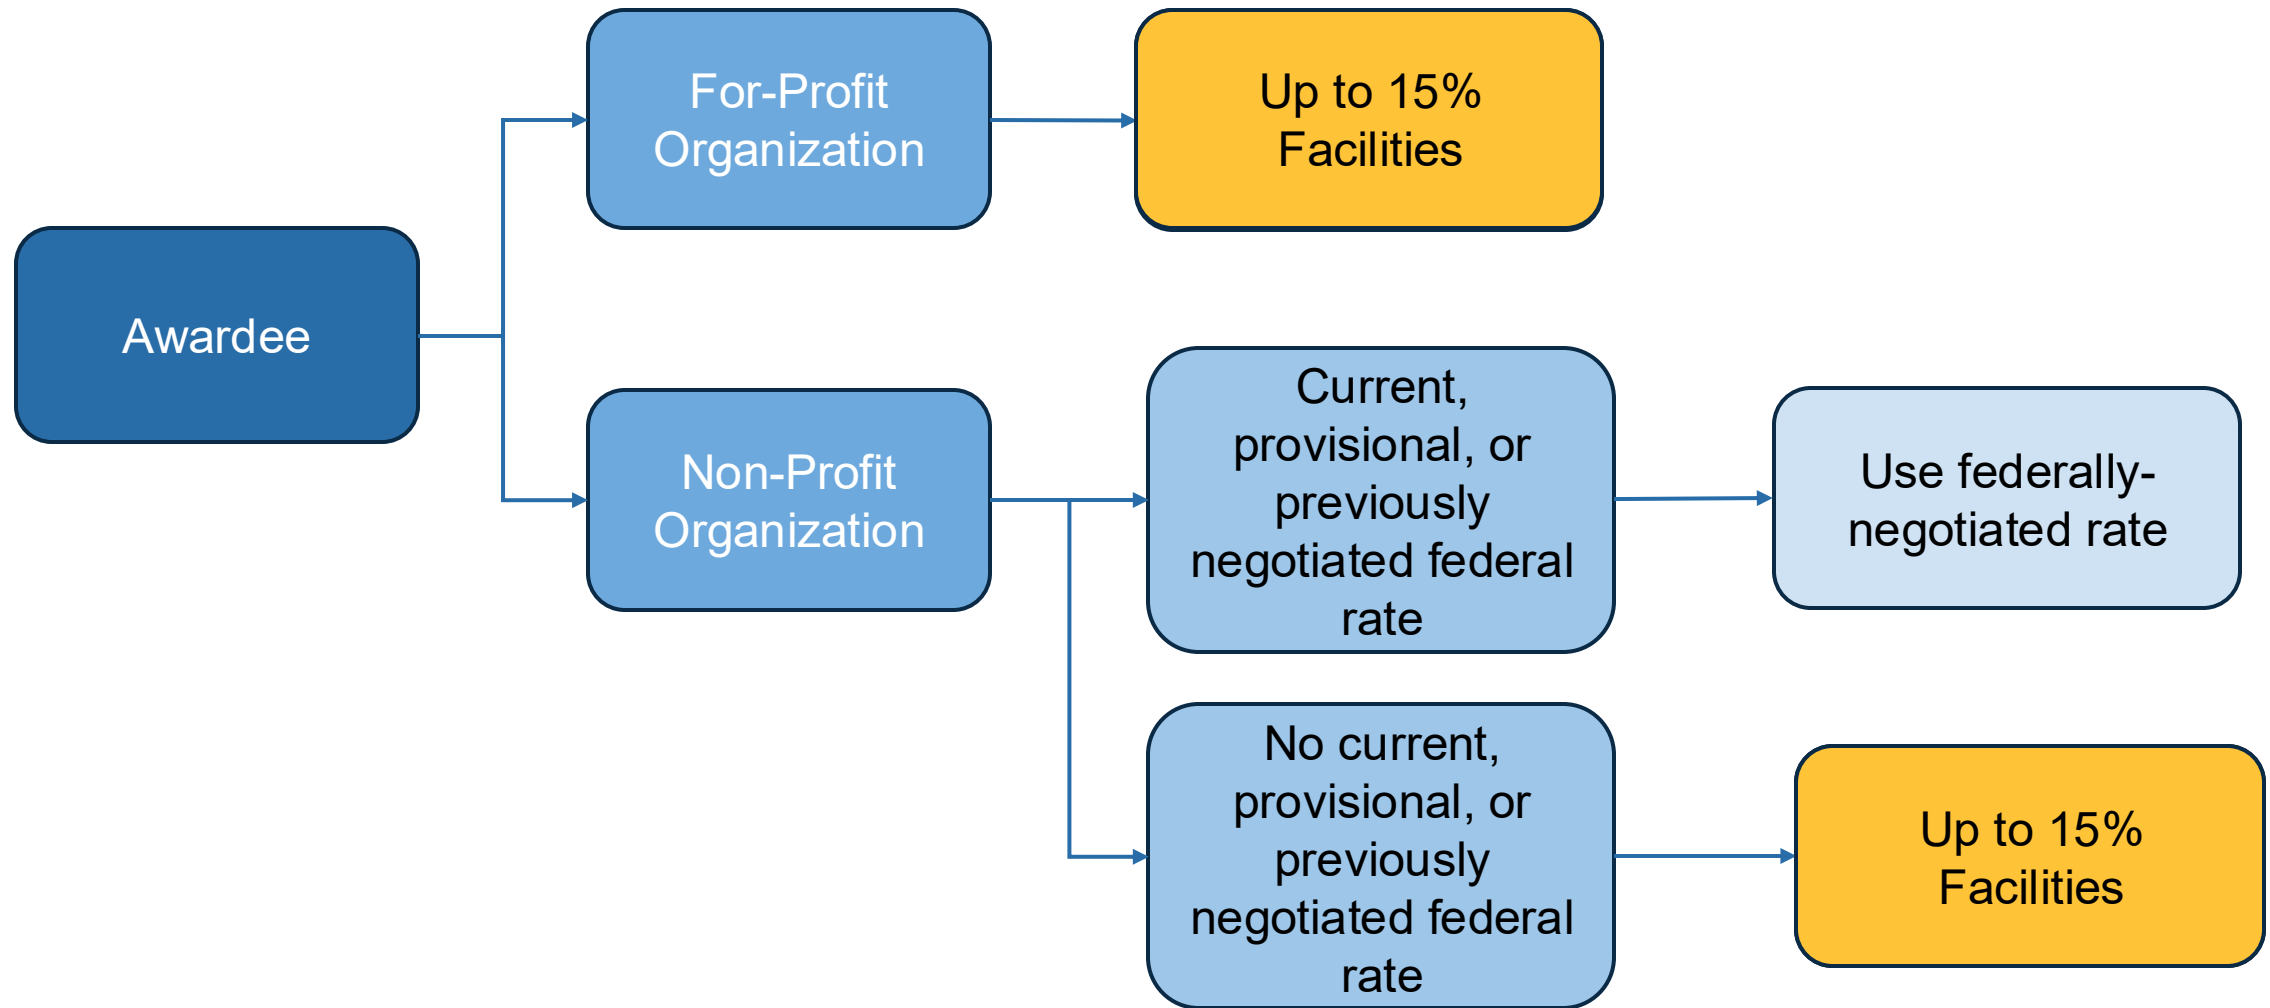 For-Profit
Organization
Up to 15%
Facilities
Awardee
Non-Profit
Organization
Current,
provisional, or
previously
negotiated federal
rate
Use federally-
negotiated rate
No current,
provisional, or
previously
negotiated federal
rate
Up to 15%
Facilities